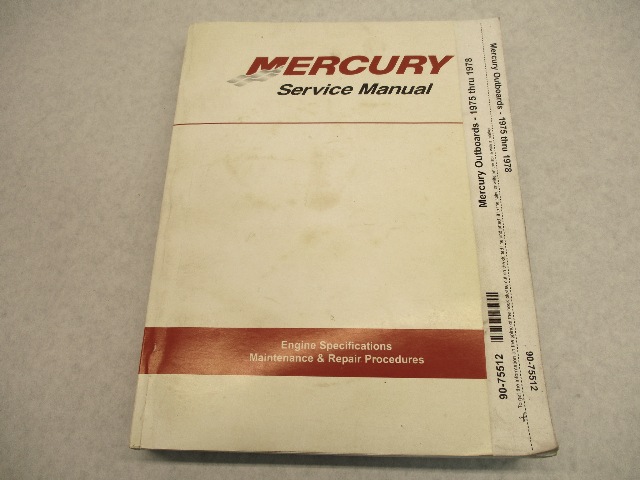 MERCURY
Service Manual
Engine Specifications
Maintenance & Repair Procedures
Mercury Outboards - 1975 thru 1978
90-75512
Mercury Outboards - 1975 thru 1978
90-75512